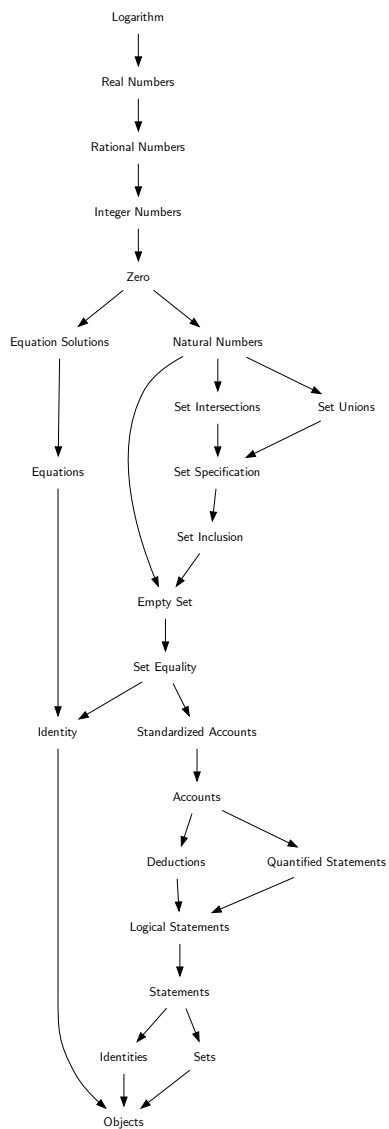 Logarithm
Real Numbers
Rational Numbers
Integer Numbers
Zero
Equation Solutions
Natural Numbers
Set Intersections
Set Unions
Equations
Set Specification
Set Inclusion
Empty Set
Set Equality
Identity
Standardized Accounts
Accounts
Deductions
Quantified Statements
Logical Statements
Statements
Identities
Sets
Objects